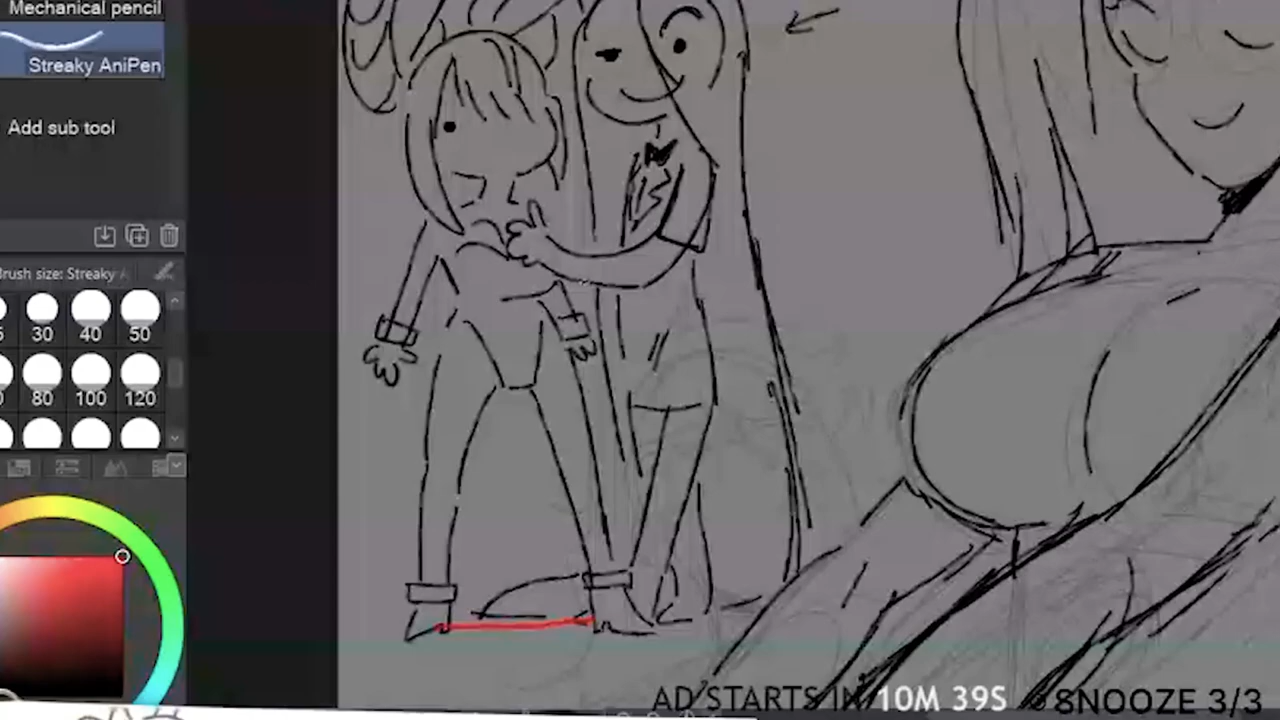 Mechanical pencil
Streaky AniPen
Add sub tool
Brush size: Streaky A
30 40 50
80 100 120
AD STARTS IN 10M 39S
SNOOZE 3/3